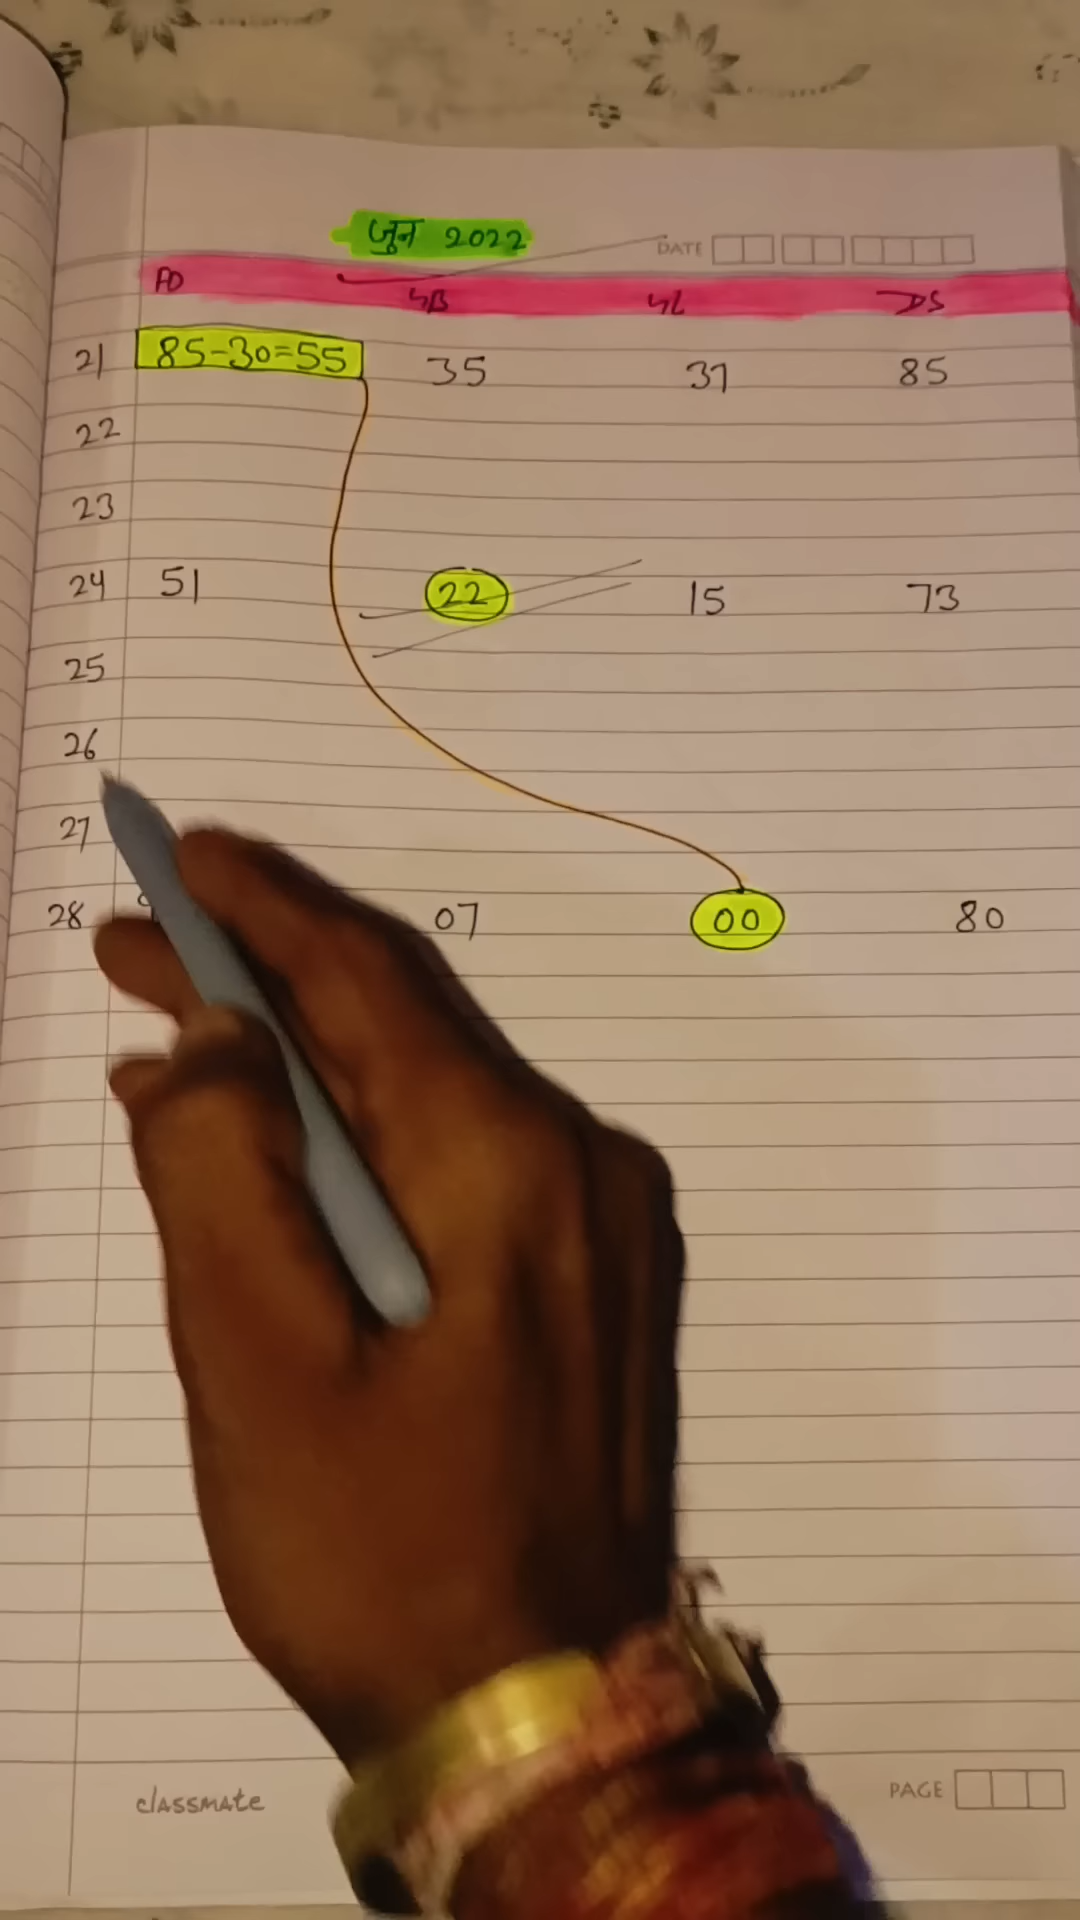 जून 2022
DATE
FD GB GL DS
21 85-30=55 35 37 85
22
23
24 51 22 15 73
25
26
27
28 07 00 80
classmate PAGE